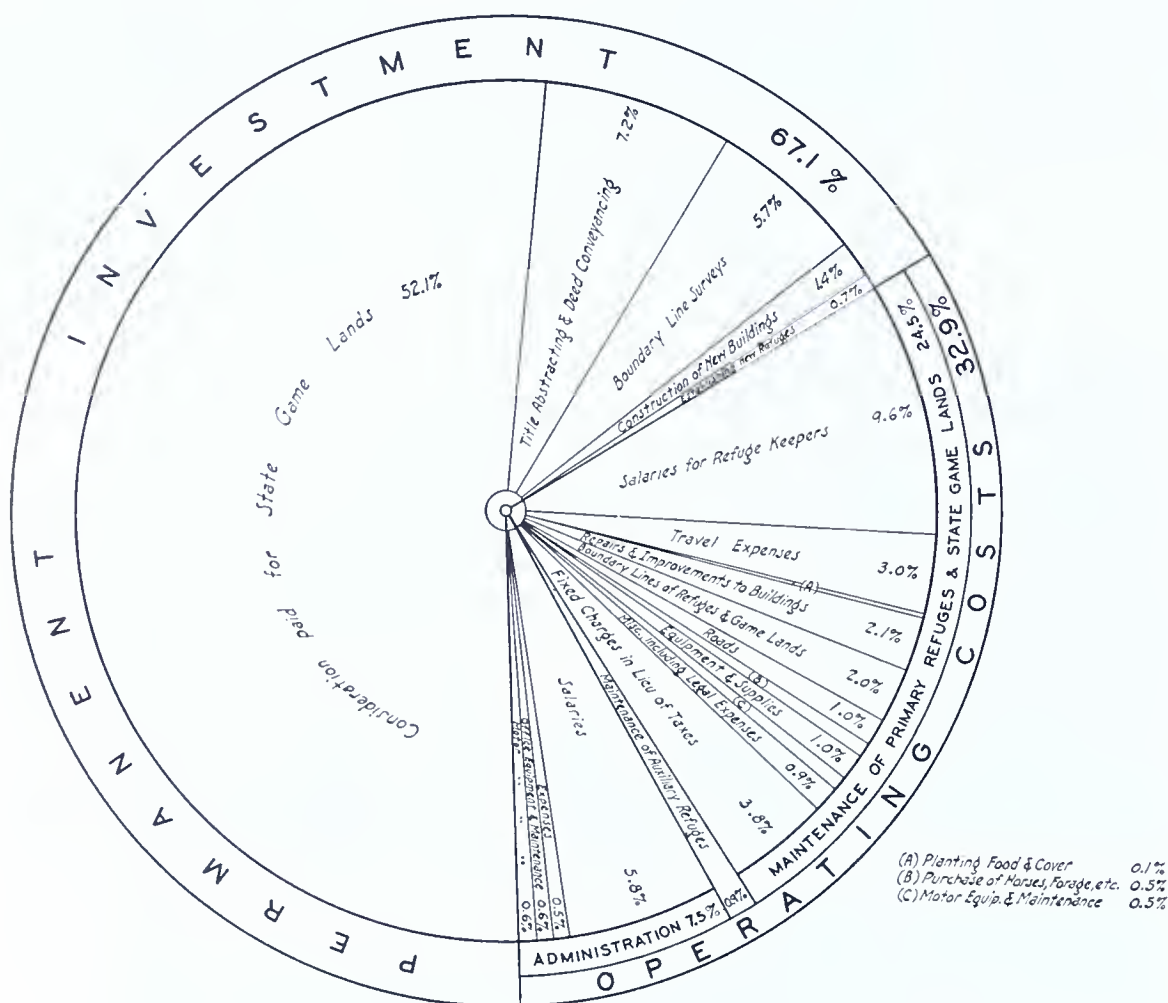 PERMANENT INVESTMENT
67.1%
Consideration paid for State Game Lands 52.1%
Title Abstracting & Deed Conveyancing 7.2%
Boundary Line Surveys 5.7%
Construction of New Buildings 1.4%
Establishing New Refuges 0.7%
OPERATING COSTS 32.9%
MAINTENANCE OF PRIMARY REFUGES & STATE GAME LANDS 24.5%
Salaries for Refuge Keepers 9.6%
Travel Expenses 3.0%
(A)
Repairs & Improvements to Buildings 2.1%
Boundary Lines of Refuges & Game Lands 2.0%
Roads 1.0%
(B)
Equipment & Supplies 1.0%
(C)
Misc. Including Legal Expenses 0.9%
Fixed Charges in Lieu of Taxes 3.8%
Maintenance of Auxiliary Refuges 0.9%
ADMINISTRATION 7.5%
Salaries 5.8%
Expenses 0.5%
Office Equipment & Maintenance 0.6%
Motor " " " 0.6%
(A) Planting Food & Cover 0.1%
(B) Purchase of Horses, Forage, etc. 0.5%
(C) Motor Equip. & Maintenance 0.5%